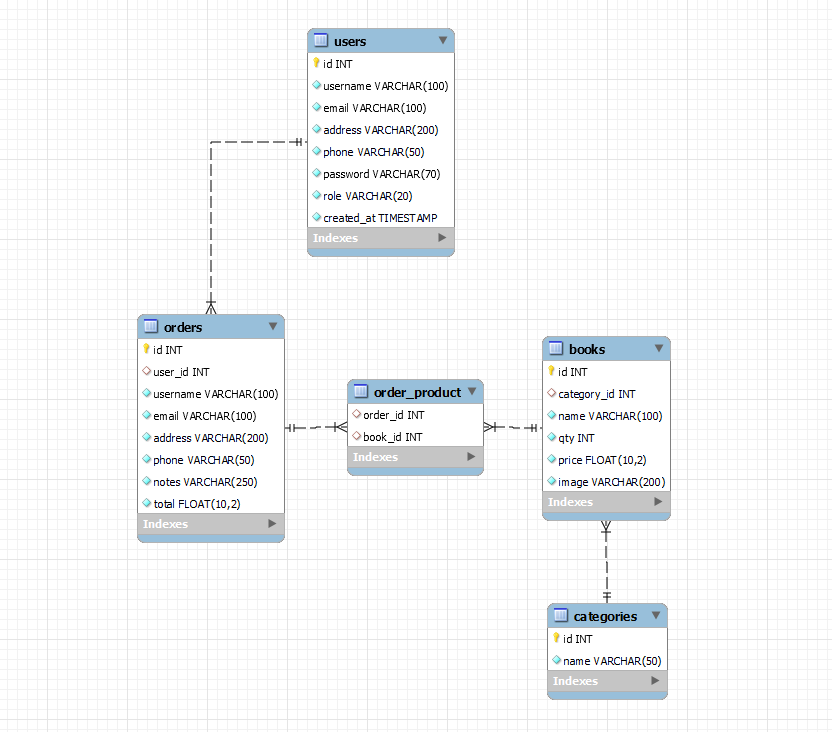 users
id INT
username VARCHAR(100)
email VARCHAR(100)
address VARCHAR(200)
phone VARCHAR(50)
password VARCHAR(70)
role VARCHAR(20)
created_at TIMESTAMP
Indexes
orders
id INT
user_id INT
username VARCHAR(100)
email VARCHAR(100)
address VARCHAR(200)
phone VARCHAR(50)
notes VARCHAR(250)
total FLOAT(10,2)
Indexes
order_product
order_id INT
book_id INT
Indexes
books
id INT
category_id INT
name VARCHAR(100)
qty INT
price FLOAT(10,2)
image VARCHAR(200)
Indexes
categories
id INT
name VARCHAR(50)
Indexes